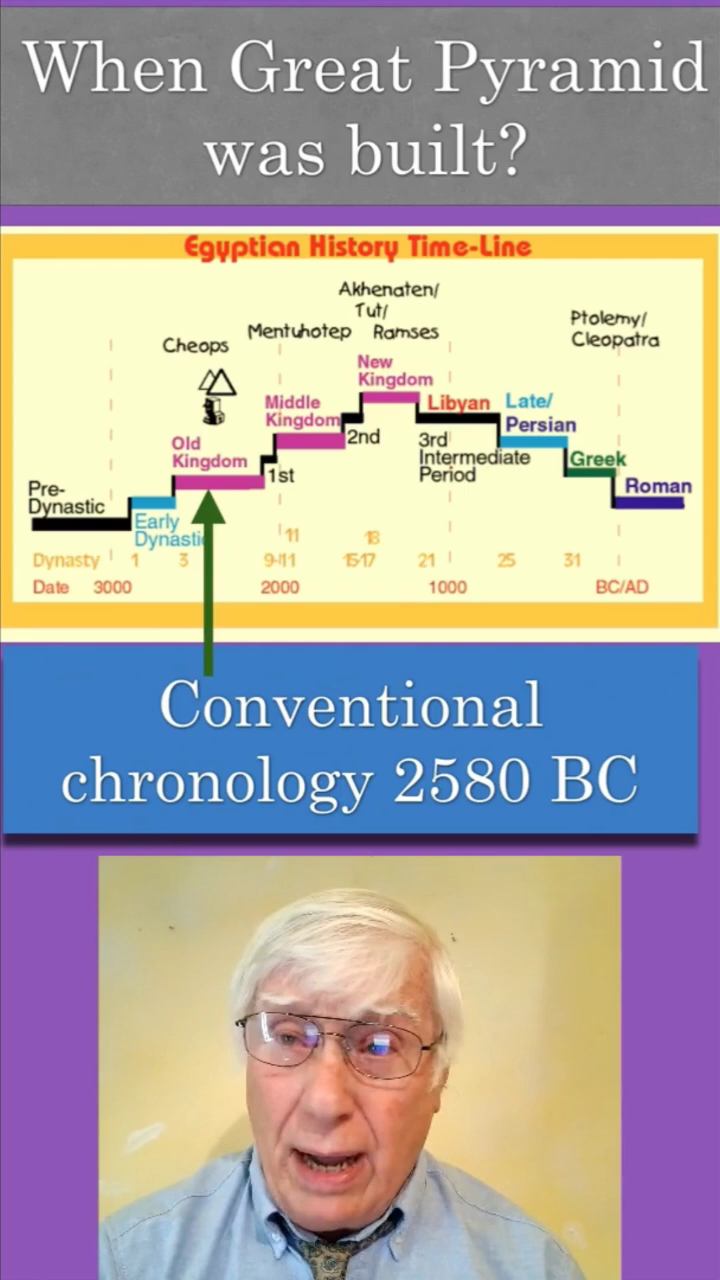 When Great Pyramid
was built?
Egyptian History Time-Line
Akhenaten/
Tut/
Ramses
Mentuhotep
Cheops
Ptolemy/
Cleopatra
New
Kingdom
Middle
Kingdom
Libyan
Late/
Persian
Old
Kingdom
2nd
3rd
Intermediate
Period
1st
Greek
Pre-
Dynastic
Roman
Early
Dynastic
11
18
Dynasty 1 3 9-11 15-17 21 25 31
Date 3000 2000 1000 BC/AD
Conventional
chronology 2580 BC